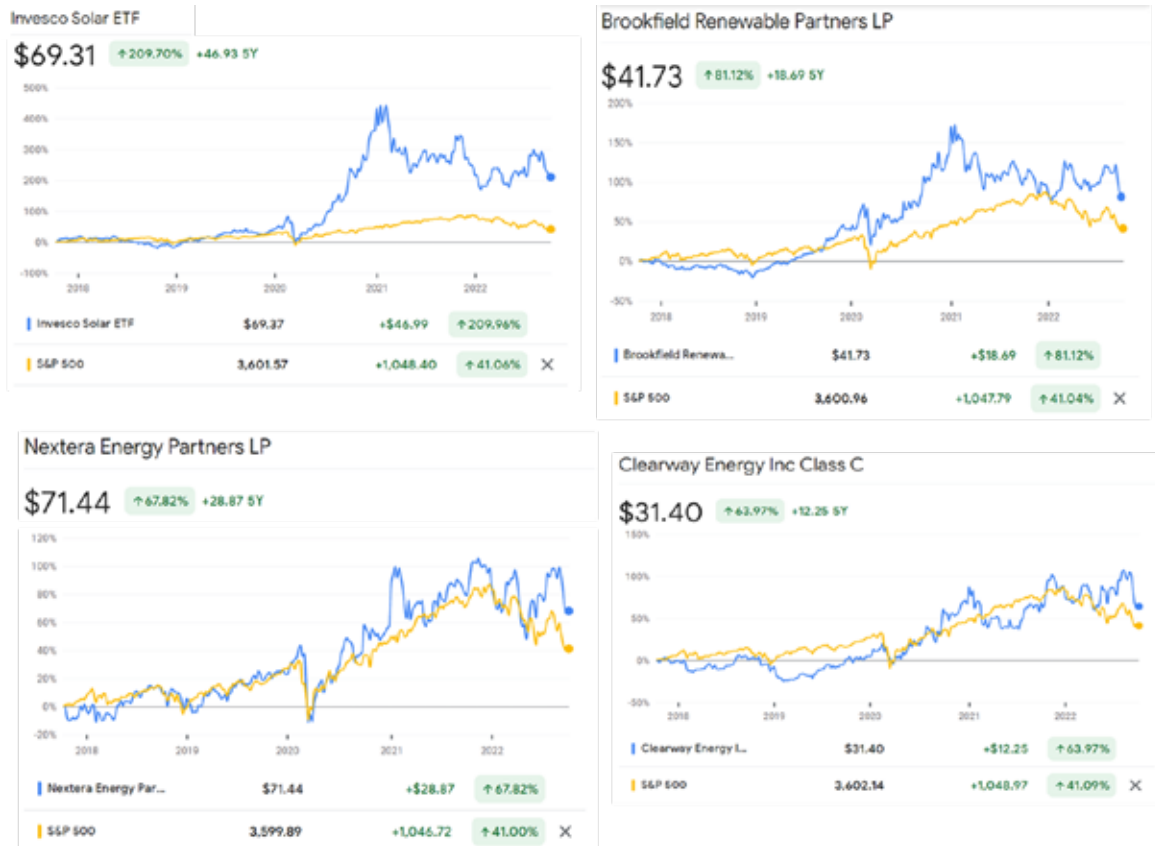 Invesco Solar ETF
$69.31 ↑209.70% +46.93 5Y
500%
400%
300%
200%
100%
0%
-100%
2018 2019 2020 2021 2022
Invesco Solar ETF $69.37 +$46.99 ↑209.96%
S&P 500 3,601.57 +1,048.40 ↑41.06% ×
Brookfield Renewable Partners LP
$41.73 ↑81.12% +18.69 5Y
200%
150%
100%
50%
0%
-50%
2018 2019 2020 2021 2022
Brookfield Renewa... $41.73 +$18.69 ↑81.12%
S&P 500 3,600.96 +1,047.79 ↑41.04% ×
Nextera Energy Partners LP
$71.44 ↑67.82% +28.87 5Y
120%
100%
80%
60%
40%
20%
0%
-20%
2018 2019 2020 2021 2022
Nextera Energy Par... $71.44 +$28.87 ↑67.82%
S&P 500 3,599.89 +1,046.72 ↑41.00% ×
Clearway Energy Inc Class C
$31.40 ↑63.97% +12.25 5Y
150%
100%
50%
0%
-50%
2018 2019 2020 2021 2022
Clearway Energy I... $31.40 +$12.25 ↑63.97%
S&P 500 3,602.14 +1,048.97 ↑41.09% ×